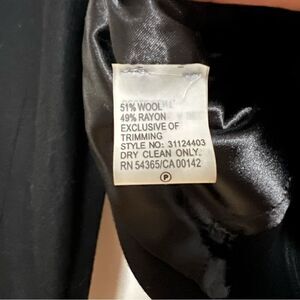 51% WOOL
49% RAYON
EXCLUSIVE OF
TRIMMING
STYLE NO: 31124403
DRY CLEAN ONLY.
RN 54365/CA 00142
P